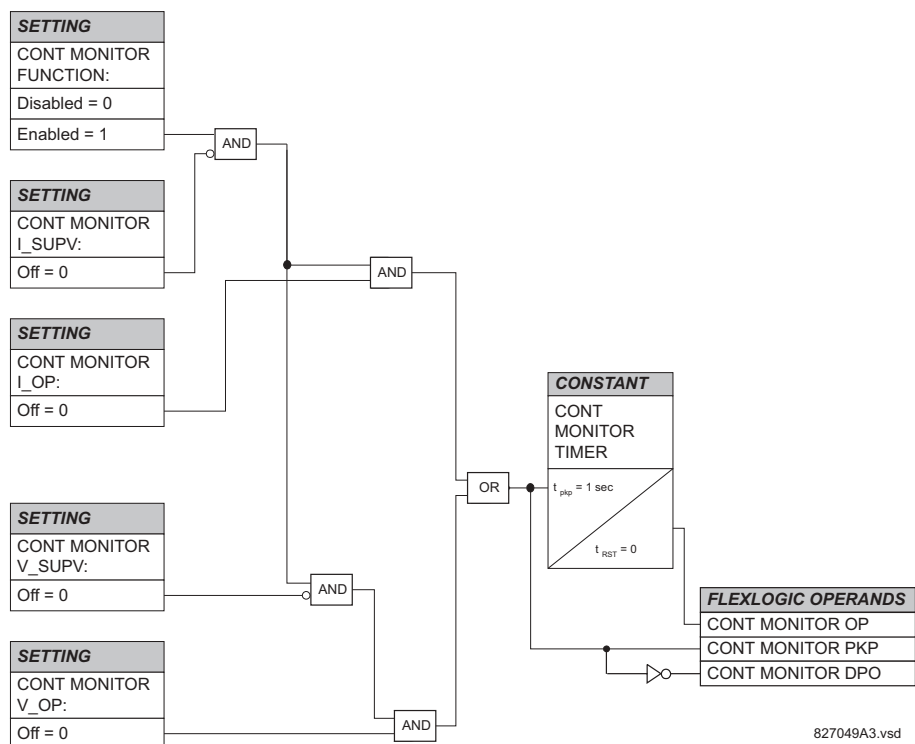 SETTING
CONT MONITOR
FUNCTION:
Disabled = 0
Enabled = 1
AND
SETTING
CONT MONITOR
I_SUPV:
Off = 0
AND
SETTING
CONT MONITOR
I_OP:
Off = 0
CONSTANT
CONT
MONITOR
TIMER
OR
t pkp = 1 sec
t RST = 0
SETTING
CONT MONITOR
V_SUPV:
Off = 0
AND
FLEXLOGIC OPERANDS
CONT MONITOR OP
CONT MONITOR PKP
CONT MONITOR DPO
SETTING
CONT MONITOR
V_OP:
Off = 0
AND
827049A3.vsd